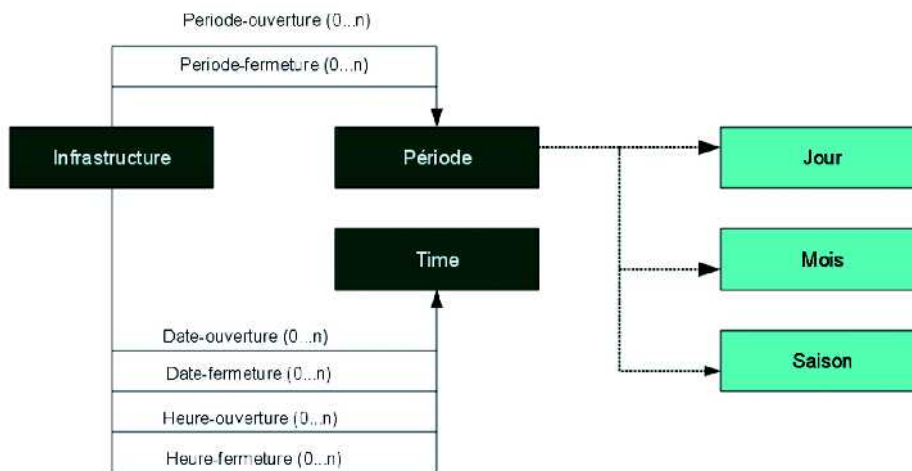 Periode-ouverture (0...n)
Periode-fermeture (0...n)
Infrastructure
Période
Jour
Time
Mois
Date-ouverture (0...n)
Date-fermeture (0...n)
Saison
Heure-ouverture (0...n)
Heure-fermeture (0...n)